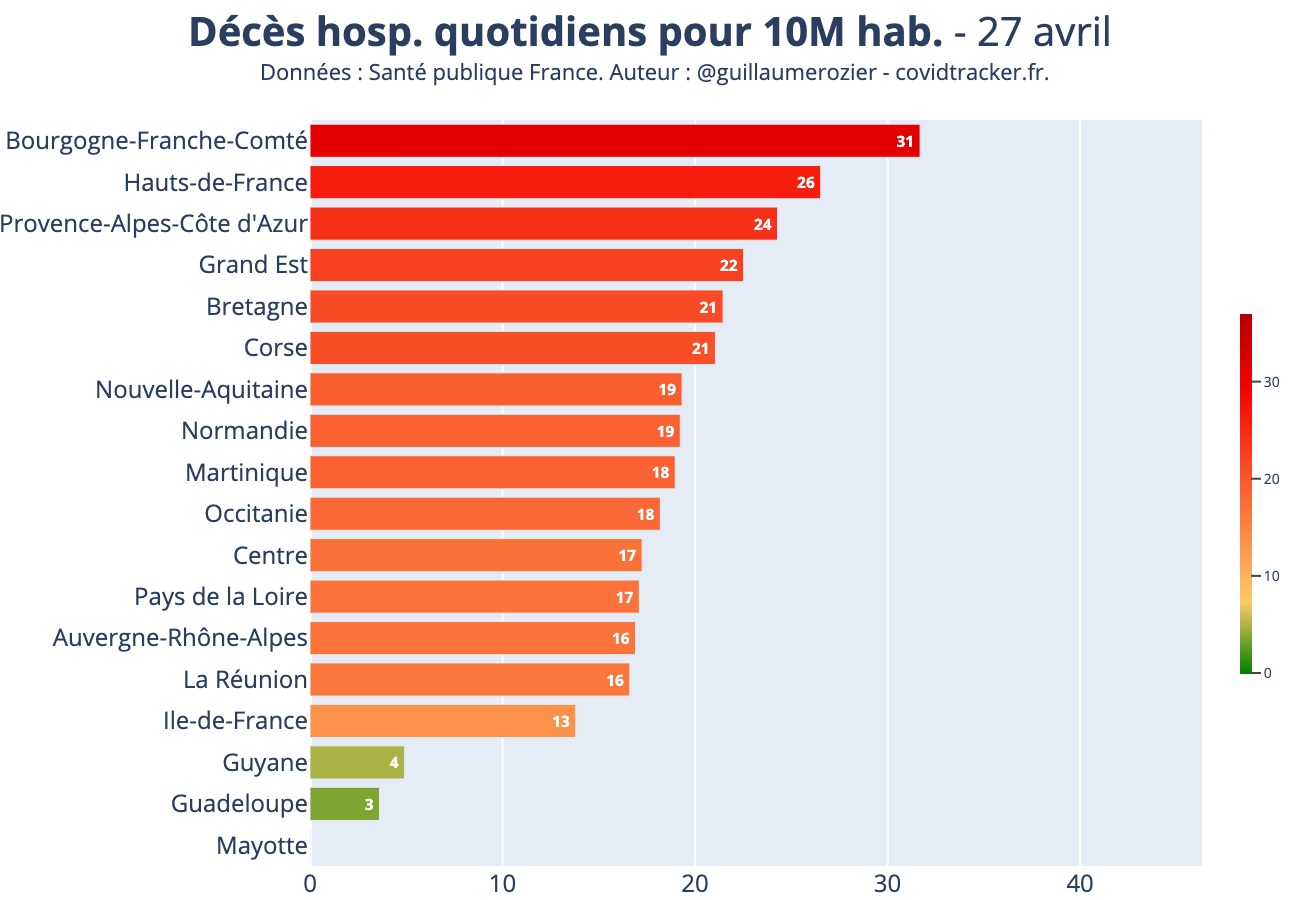 Décès hosp. quotidiens pour 10M hab. - 27 avril
Données : Santé publique France. Auteur : @guillaumerozier - covidtracker.fr.
Bourgogne-Franche-Comté 31
Hauts-de-France 26
Provence-Alpes-Côte d'Azur 24
Grand Est 22
Bretagne 21
Corse 21
Nouvelle-Aquitaine 19
Normandie 19
Martinique 18
Occitanie 18
Centre 17
Pays de la Loire 17
Auvergne-Rhône-Alpes 16
La Réunion 16
Ile-de-France 13
Guyane 4
Guadeloupe 3
Mayotte
0 10 20 30 40
30
20
10
0